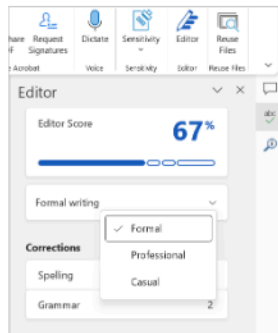 hare Request Dictate Sensitivity Editor Reuse
F Signatures Files
e Acrobat Voice Sensitivity Editor Reuse Files
Editor
abc
Editor Score
67%
Formal writing
Formal
Professional
Casual
Corrections
Spelling
Grammar 2